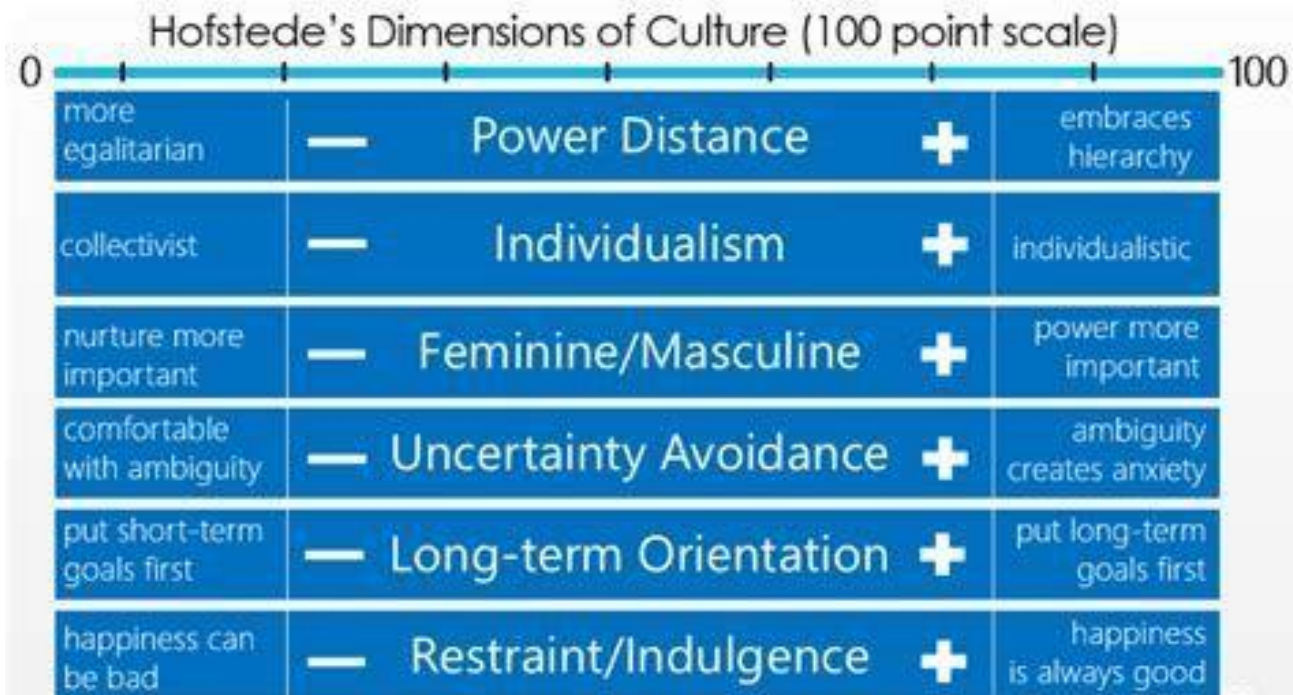 Hofstede's Dimensions of Culture (100 point scale)
0 100
more
egalitarian
— Power Distance +
embraces
hierarchy
collectivist
— Individualism +
individualistic
nurture more
important
— Feminine/Masculine +
power more
important
comfortable
with ambiguity
— Uncertainty Avoidance +
ambiguity
creates anxiety
put short-term
goals first
— Long-term Orientation +
put long-term
goals first
happiness can
be bad
— Restraint/Indulgence +
happiness
is always good